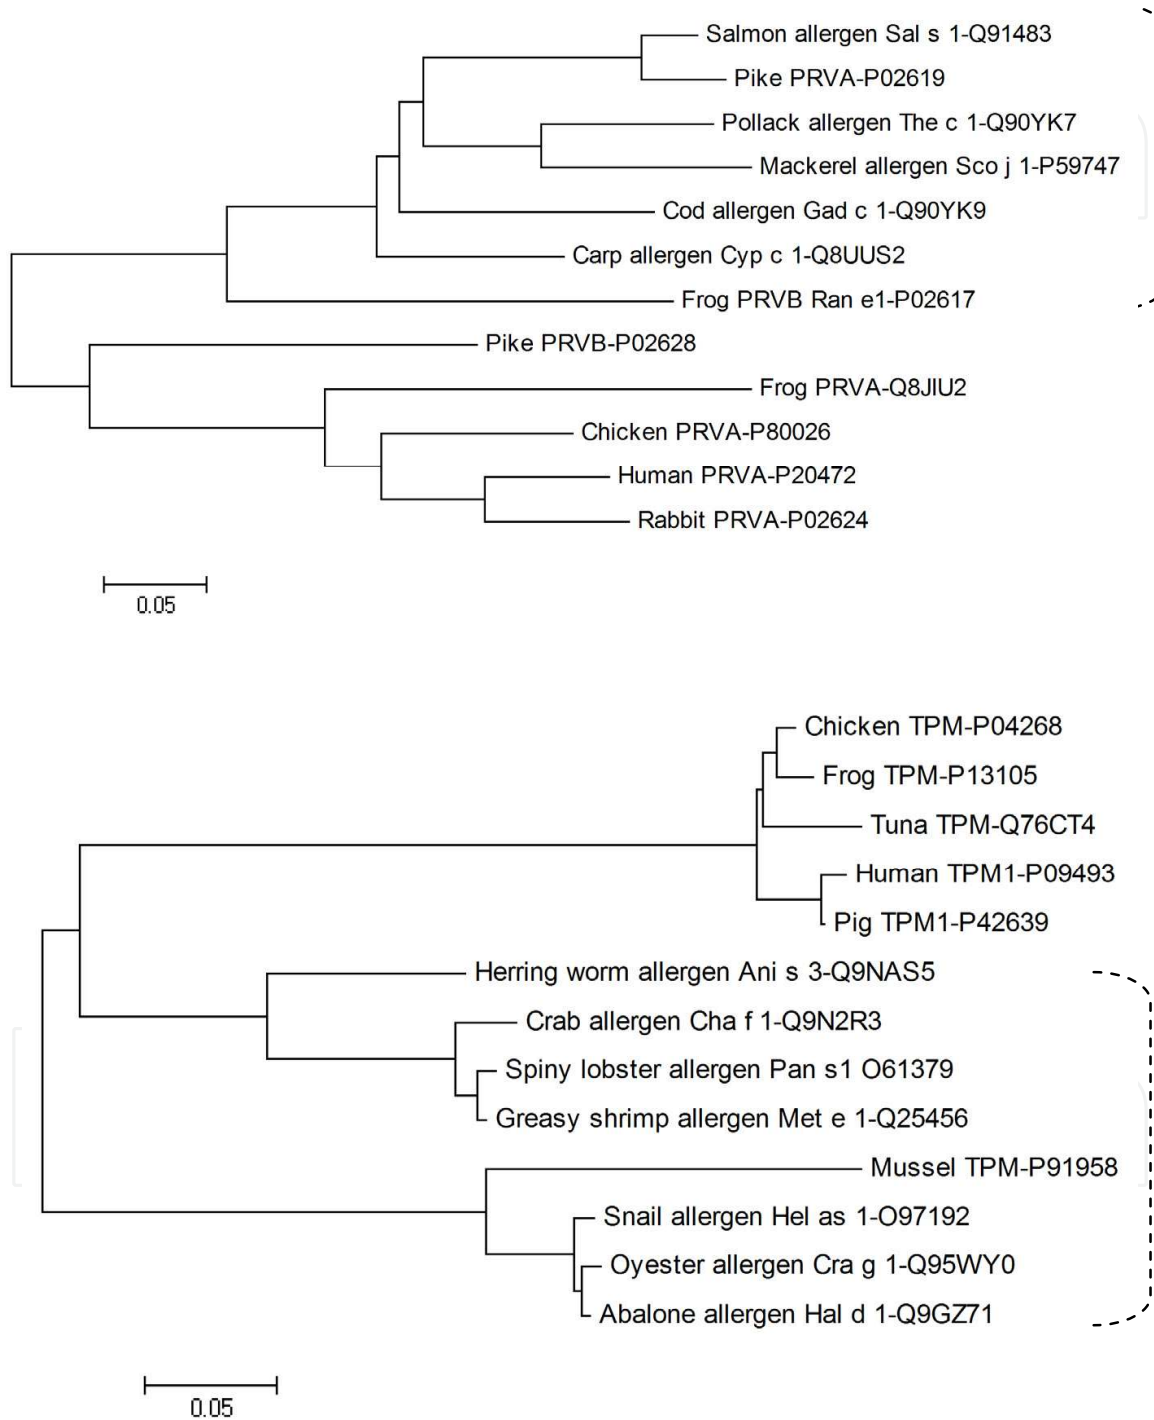 Salmon allergen Sal s 1-Q91483
Pike PRVA-P02619
Pollack allergen The c 1-Q90YK7
Mackerel allergen Sco j 1-P59747
Cod allergen Gad c 1-Q90YK9
Carp allergen Cyp c 1-Q8UUS2
Frog PRVB Ran e1-P02617
Pike PRVB-P02628
Frog PRVA-Q8JIU2
Chicken PRVA-P80026
Human PRVA-P20472
Rabbit PRVA-P02624
0.05
Chicken TPM-P04268
Frog TPM-P13105
Tuna TPM-Q76CT4
Human TPM1-P09493
Pig TPM1-P42639
Herring worm allergen Ani s 3-Q9NAS5
Crab allergen Cha f 1-Q9N2R3
Spiny lobster allergen Pan s1 O61379
Greasy shrimp allergen Met e 1-Q25456
Mussel TPM-P91958
Snail allergen Hel as 1-O97192
Oyester allergen Cra g 1-Q95WY0
Abalone allergen Hal d 1-Q9GZ71
0.05